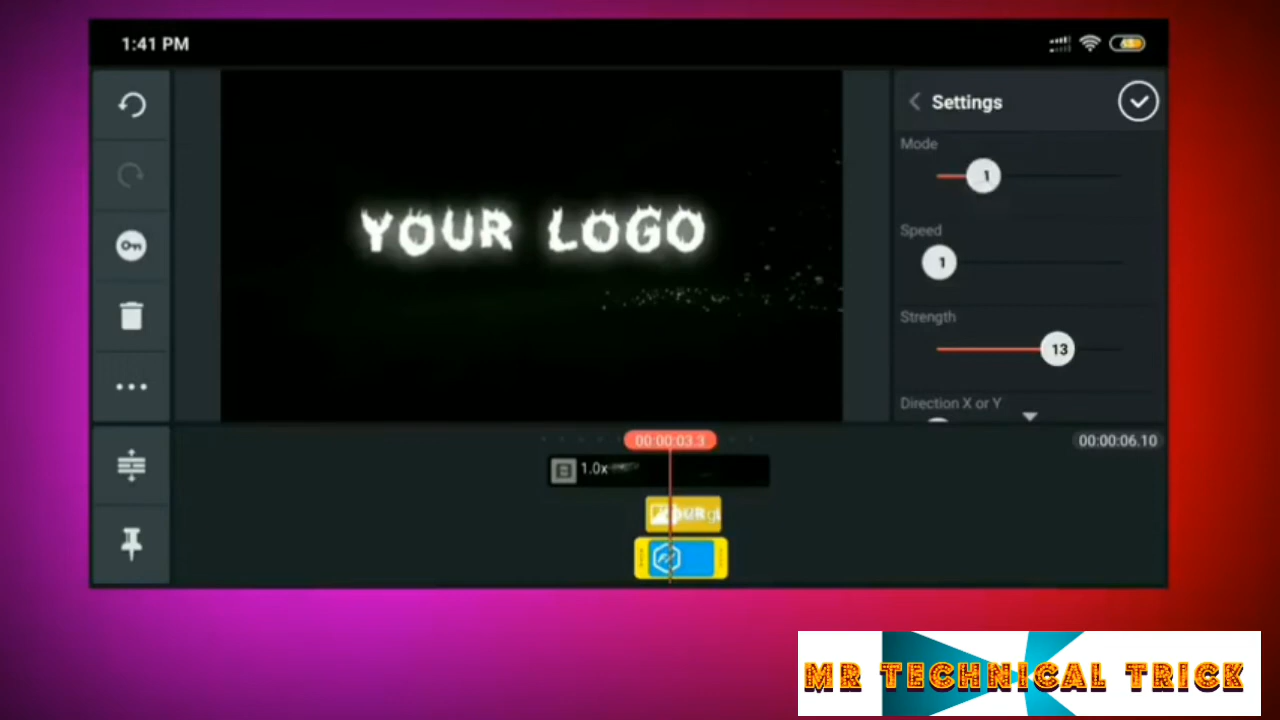 1:41 PM
Settings
Mode
1
Speed
1
YOUR LOGO
Strength
13
Direction X or Y
00:00:03.3
00:00:06.10
1.0x
MR TECHNICAL TRICK